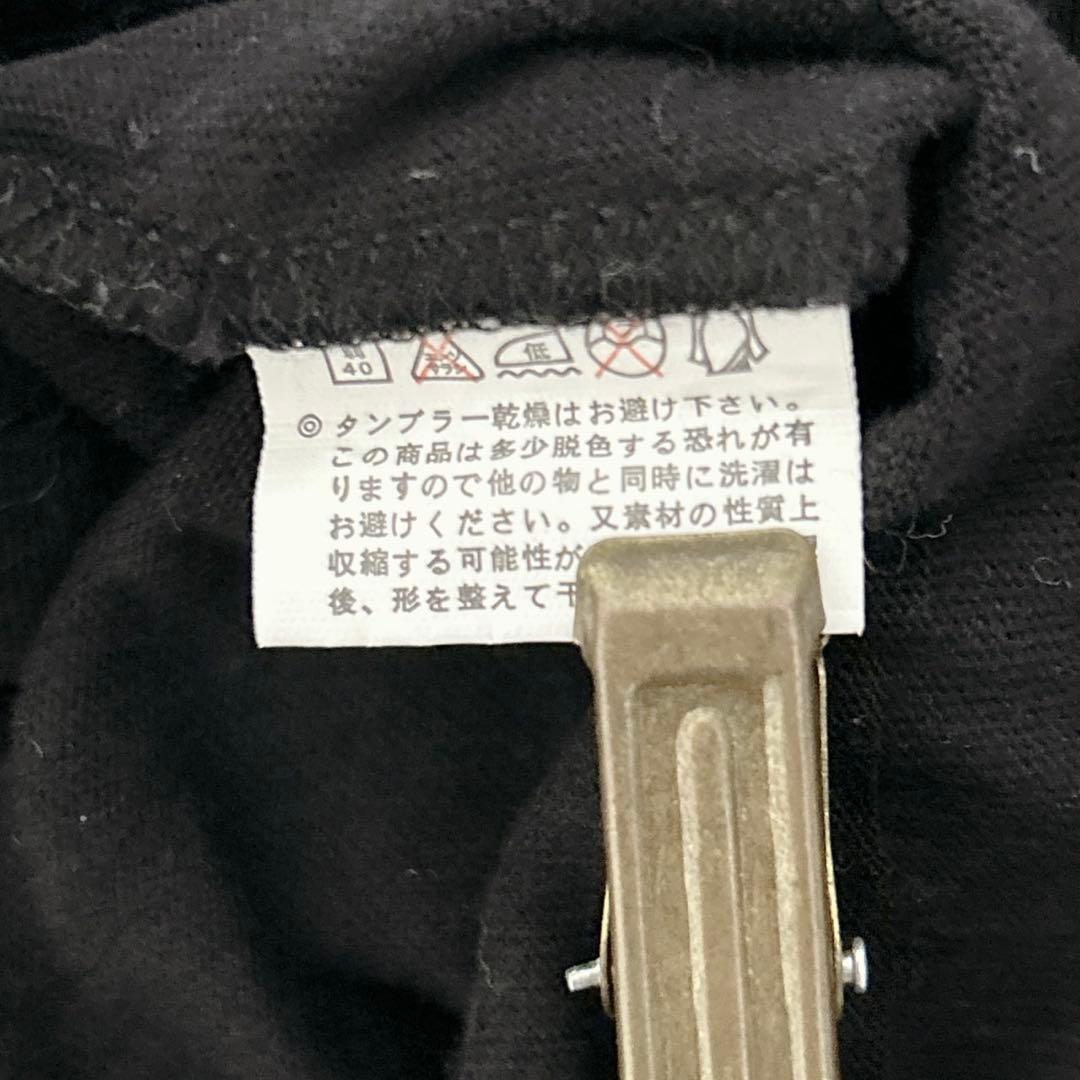 40
低
◎ タンブラー乾燥はお避け下さい。
この商品は多少脱色する恐れが有
りますので他の物と同時に洗濯は
お避けください。又素材の性質上
収縮する可能性が
後、形を整えて干